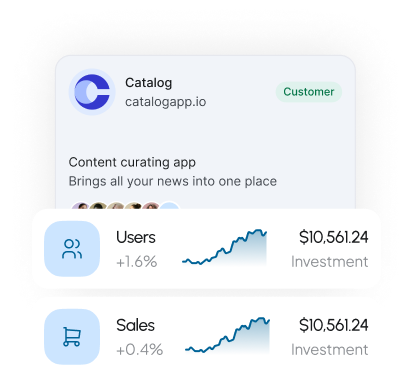 Catalog
catalogapp.io
Customer
Content curating app
Brings all your news into one place
Users
+1.6%
$10,561.24
Investment
Sales
+0.4%
$10,561.24
Investment